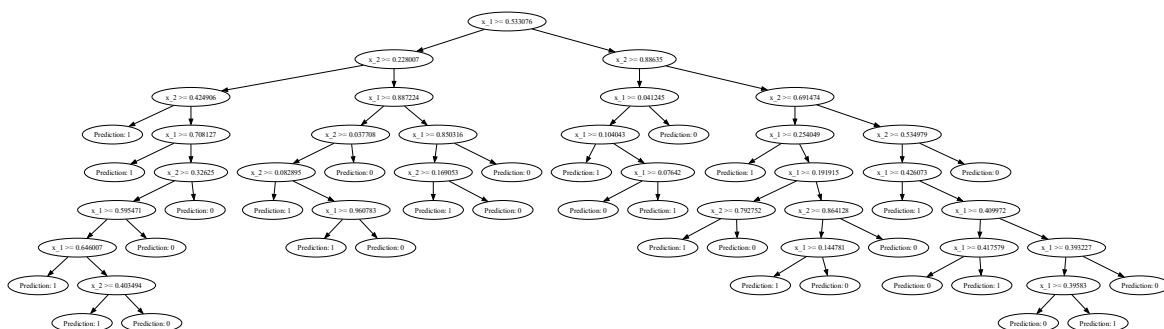 x_1 >= 0.533076
x_2 >= 0.228007
x_2 >= 0.88635
x_2 >= 0.424906
x_1 >= 0.887224
x_1 >= 0.041245
x_2 >= 0.691474
Prediction: 1
x_1 >= 0.708127
x_2 >= 0.037708
x_1 >= 0.850316
x_1 >= 0.104043
Prediction: 0
x_1 >= 0.254049
x_2 >= 0.534979
Prediction: 1
x_2 >= 0.32625
x_2 >= 0.082895
Prediction: 0
x_2 >= 0.169053
Prediction: 0
Prediction: 1
x_1 >= 0.07642
Prediction: 1
x_1 >= 0.191915
x_1 >= 0.426073
Prediction: 0
x_1 >= 0.595471
Prediction: 0
Prediction: 1
x_1 >= 0.960783
Prediction: 1
Prediction: 0
Prediction: 0
Prediction: 1
x_2 >= 0.792752
x_2 >= 0.864128
Prediction: 1
x_1 >= 0.409972
x_1 >= 0.646007
Prediction: 0
Prediction: 1
Prediction: 0
Prediction: 1
Prediction: 0
x_1 >= 0.144781
Prediction: 0
x_1 >= 0.417579
x_1 >= 0.393227
Prediction: 1
x_2 >= 0.403494
Prediction: 1
Prediction: 0
Prediction: 0
Prediction: 1
x_1 >= 0.39583
Prediction: 0
Prediction: 1
Prediction: 0
Prediction: 0
Prediction: 1